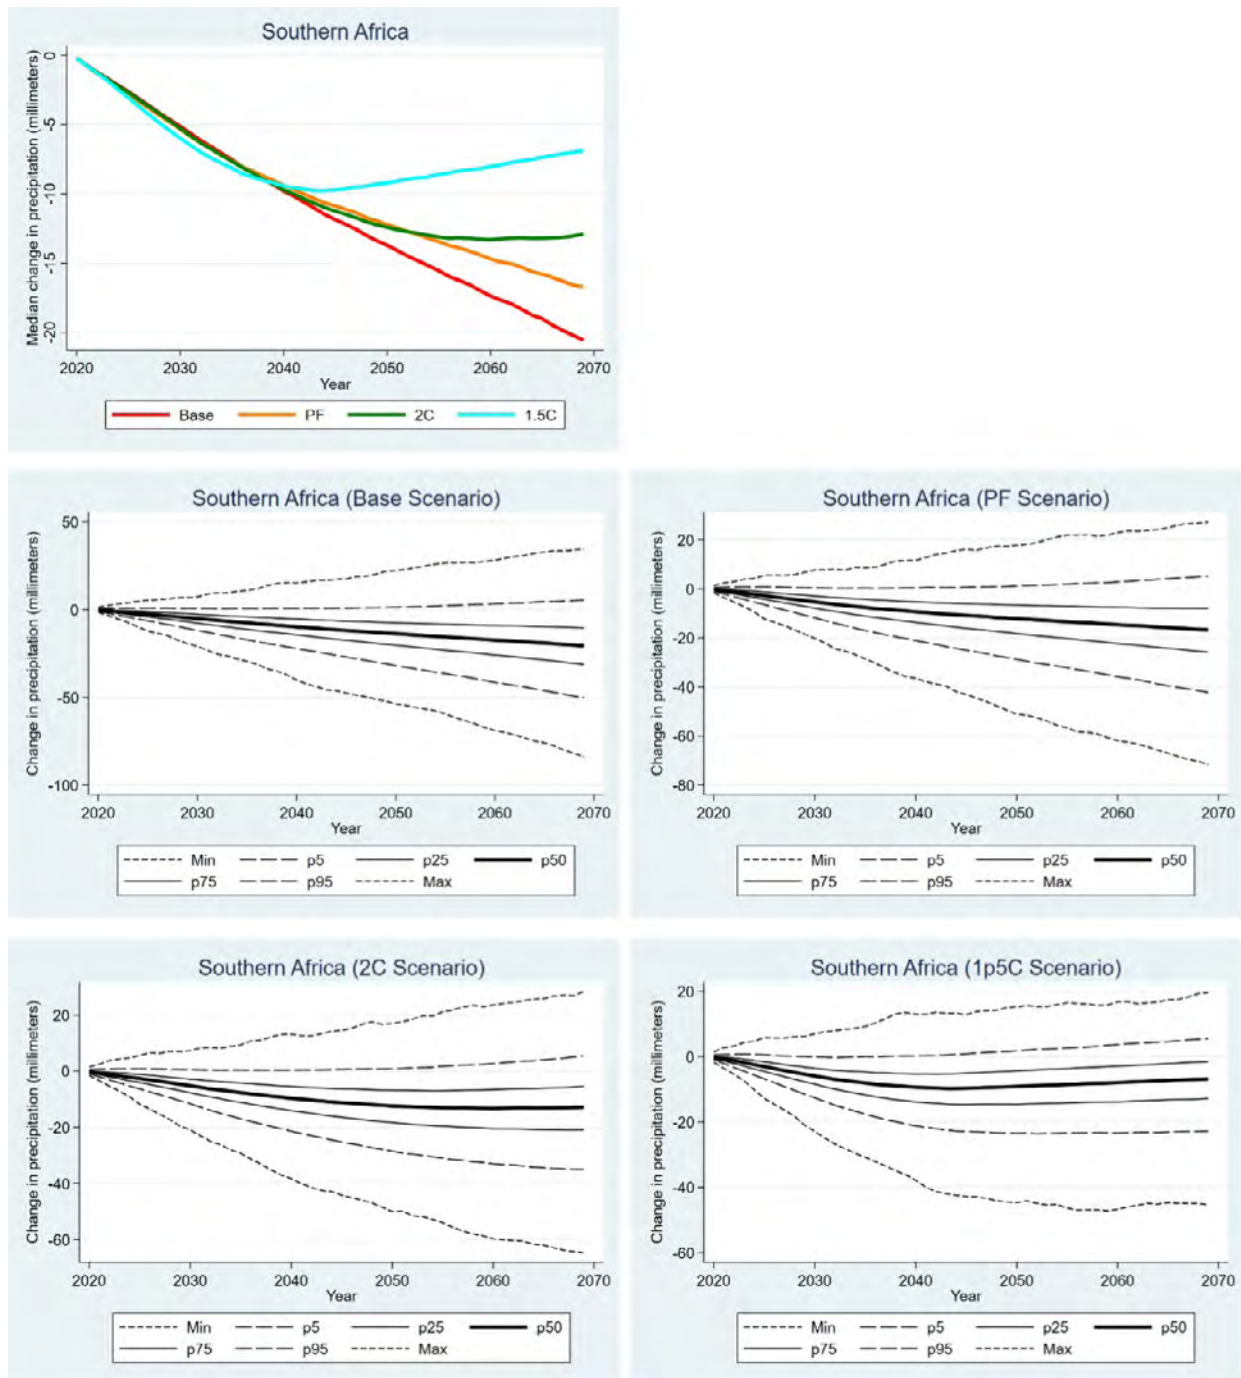 Southern Africa
Median change in precipitation (millimeters)
0
-5
-10
-15
-20
2020 2030 2040 2050 2060 2070
Year
Base PF 2C 1.5C
Southern Africa (Base Scenario)
Change in precipitation (millimeters)
50
0
-50
-100
2020 2030 2040 2050 2060 2070
Year
Min p5 p25 p50
p75 p95 Max
Southern Africa (PF Scenario)
Change in precipitation (millimeters)
20
0
-20
-40
-60
-80
2020 2030 2040 2050 2060 2070
Year
Min p5 p25 p50
p75 p95 Max
Southern Africa (2C Scenario)
Change in precipitation (millimeters)
20
0
-20
-40
-60
2020 2030 2040 2050 2060 2070
Year
Min p5 p25 p50
p75 p95 Max
Southern Africa (1p5C Scenario)
Change in precipitation (millimeters)
20
0
-20
-40
-60
2020 2030 2040 2050 2060 2070
Year
Min p5 p25 p50
p75 p95 Max